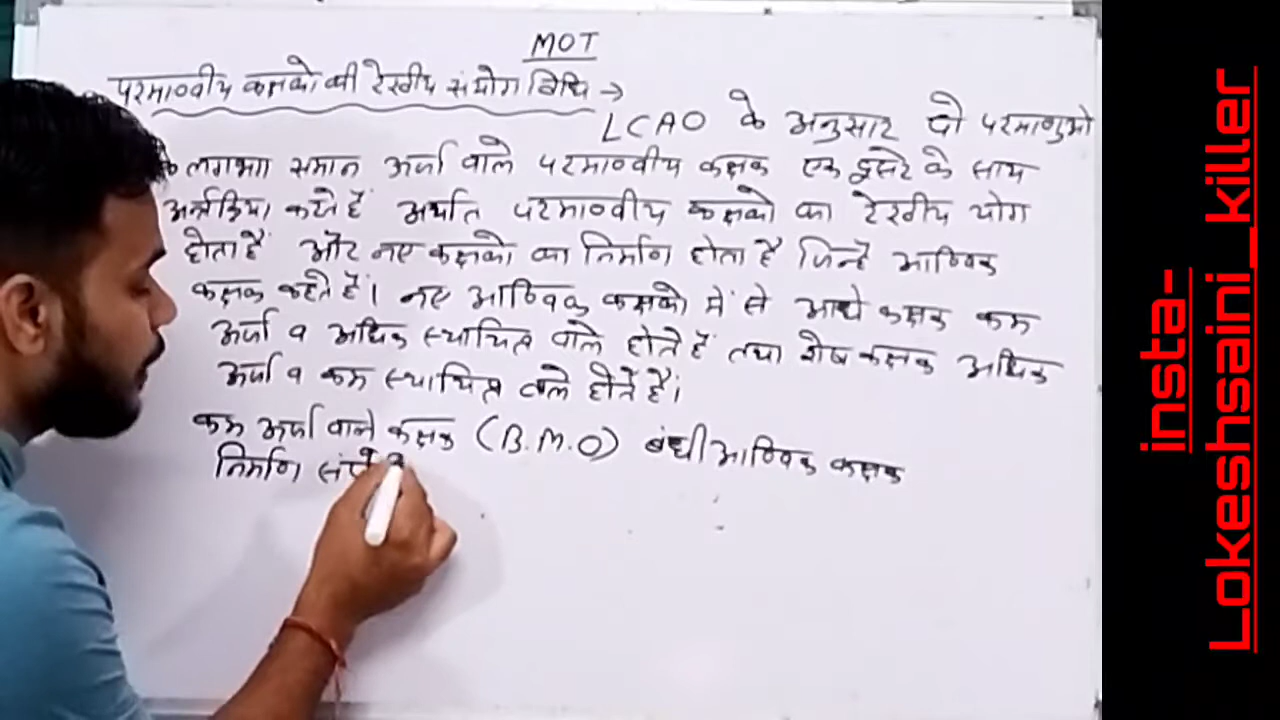 MOT
परमाण्वीय कक्षको की रेखीय संयोग विधि →
LCAO के अनुसार दो परमाणुओ
के लगभग समान ऊर्जा वाले परमाण्वीय कक्षक एक दूसरे के साथ
अर्न्तक्रिया करते हैं अर्थात परमाण्वीय कक्षको का रेखीय योग
होता हैं और नए कक्षको का निर्माण होता है जिन्हे आण्विक
कक्षक कहते हैं। नए आण्विक कक्षको में से आधे कक्षक कम
ऊर्जा व अधिक स्थायित्व वाले होते हैं तथा शेष कक्षक अधिक
ऊर्जा व कम स्थायित्व वाले होते है।
कम ऊर्जा वाले कक्षक (B.M.O) बंधी आण्विक कक्षक
निर्माण
insta-
Lokeshsaini_killer